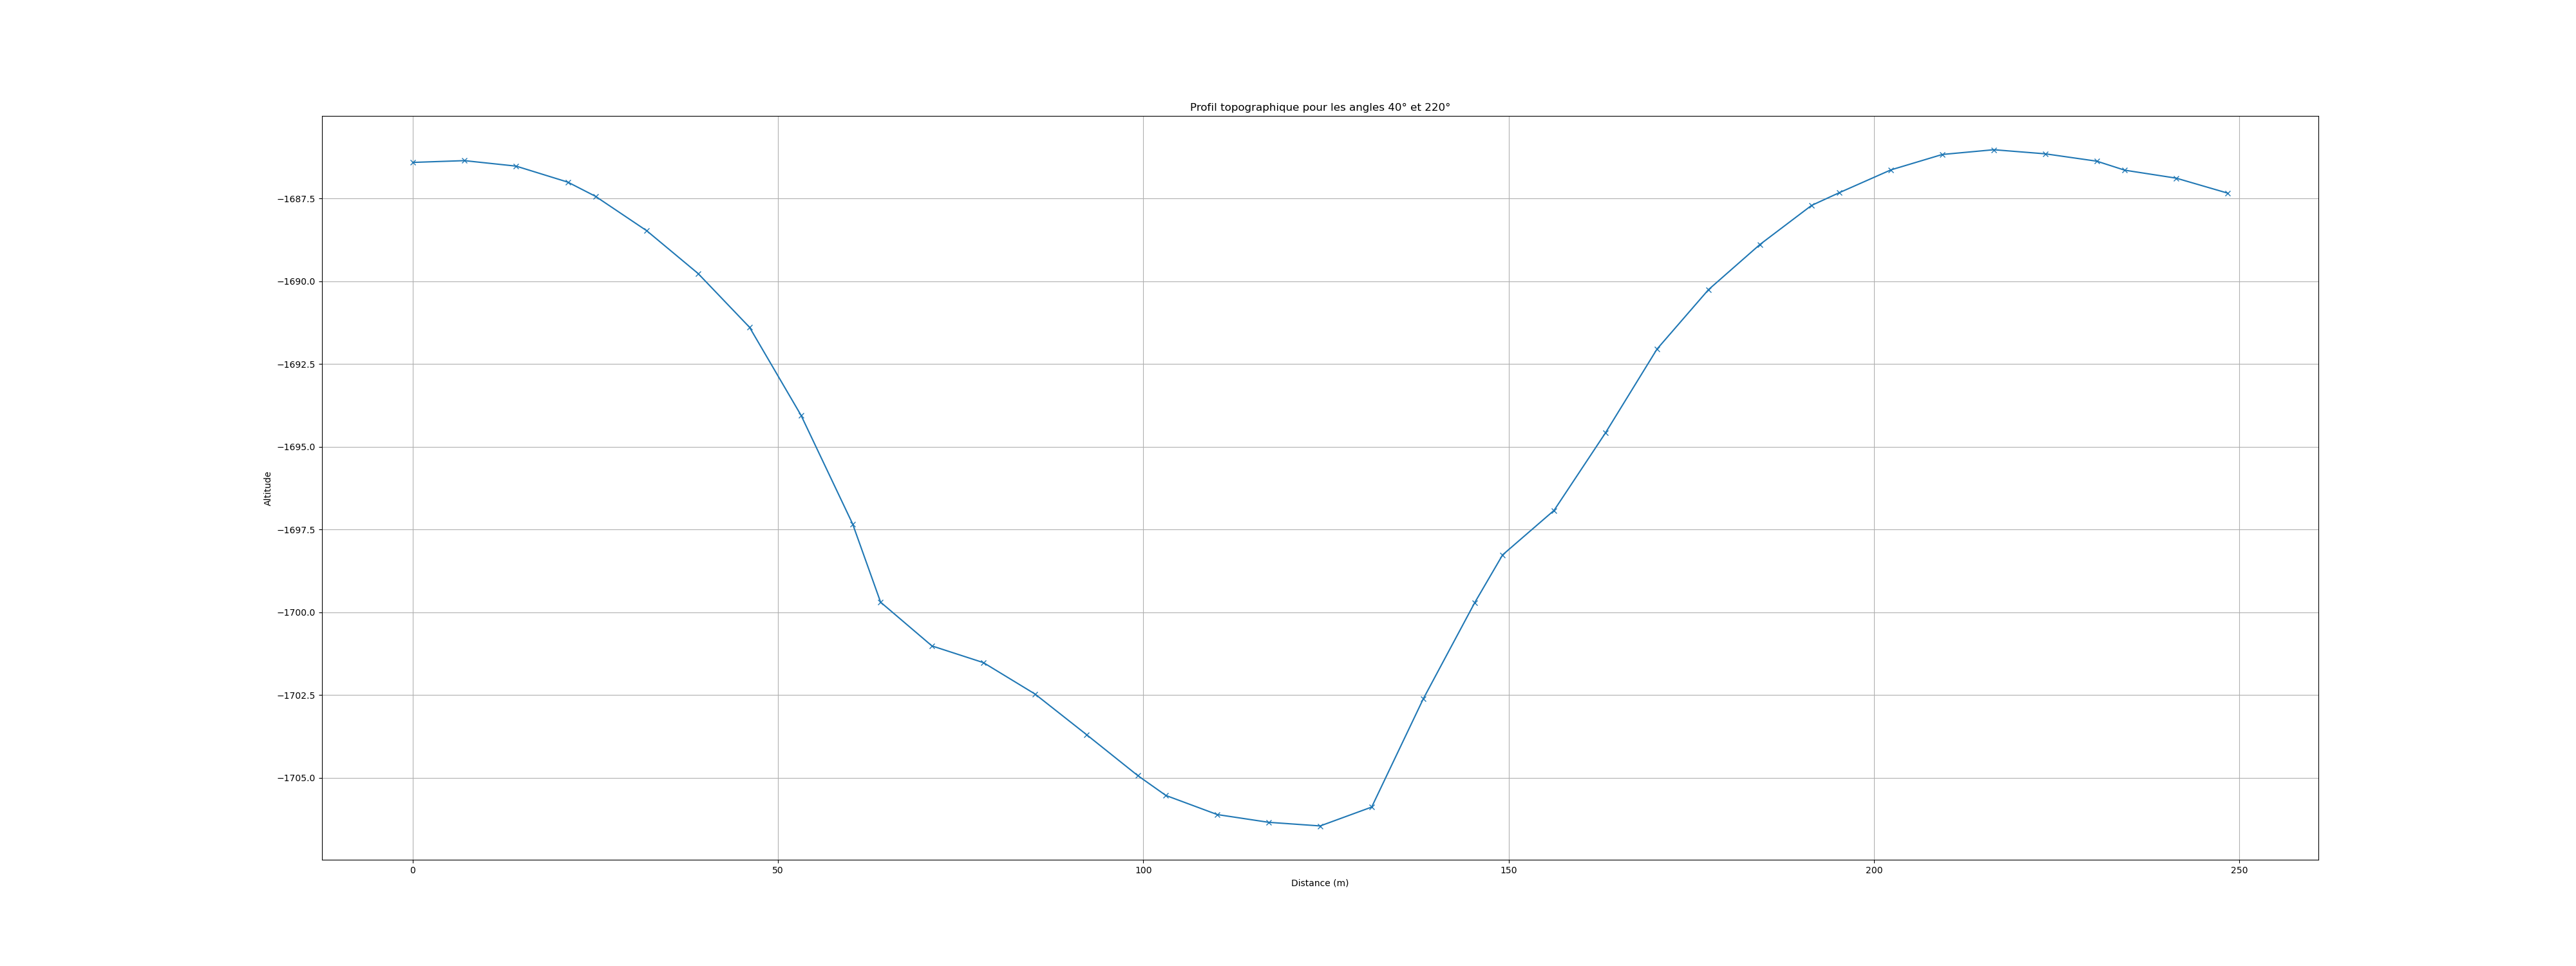 Profil topographique pour les angles 40° et 220°
Altitude
−1687.5
−1690.0
−1692.5
−1695.0
−1697.5
−1700.0
−1702.5
−1705.0
0 50 100 150 200 250
Distance (m)